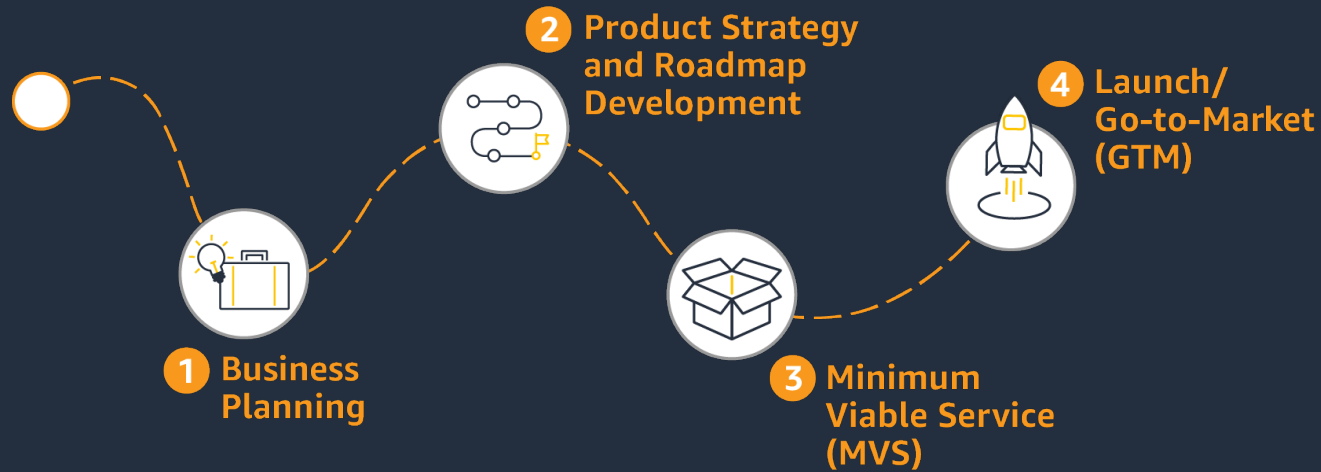 1 Business
Planning
2 Product Strategy
and Roadmap
Development
3 Minimum
Viable Service
(MVS)
4 Launch/
Go-to-Market
(GTM)